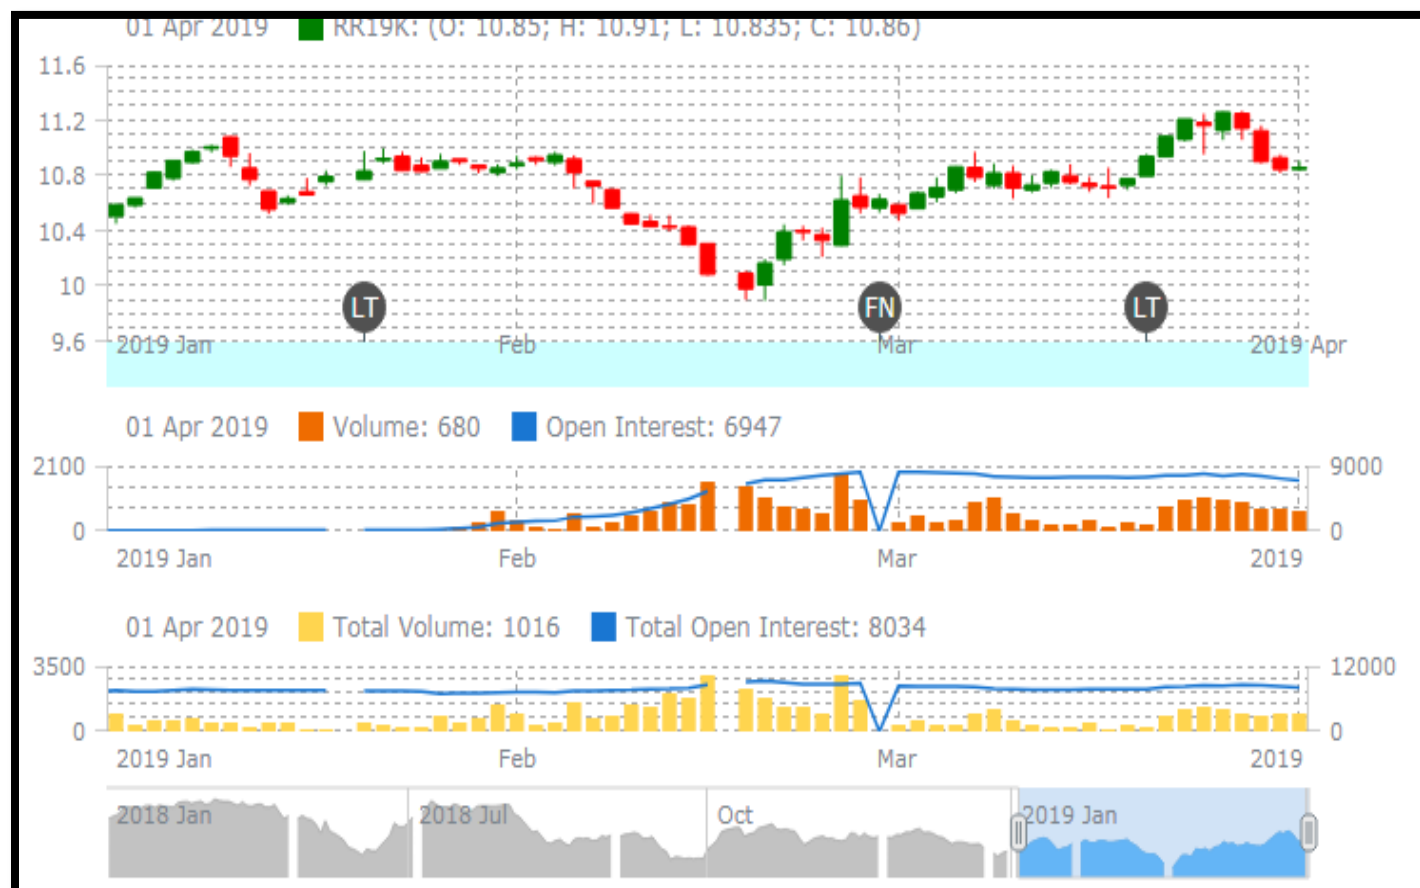 01 Apr 2019 RR19K: (O: 10.85; H: 10.91; L: 10.835; C: 10.86)
11.6
11.2
10.8
10.4
10
9.6
LT FN LT
2019 Jan Feb Mar 2019 Apr
01 Apr 2019 Volume: 680 Open Interest: 6947
2100 9000
0 0
2019 Jan Feb Mar 2019
01 Apr 2019 Total Volume: 1016 Total Open Interest: 8034
3500 12000
0 0
2019 Jan Feb Mar 2019
2018 Jan 2018 Jul Oct 2019 Jan